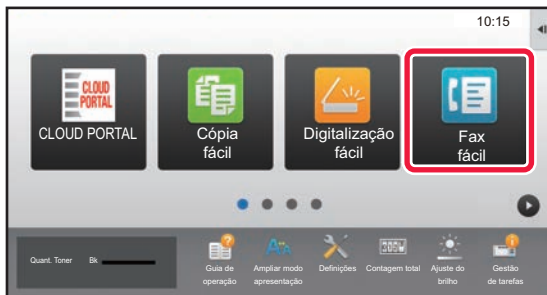 10:15
CLOUD
PORTAL
CLOUD PORTAL
Cópia
fácil
Digitalização
fácil
Fax
fácil
Quant. Toner Bk
Guia de
operação
Ampliar modo
apresentação
Definições
Contagem total
Ajuste do
brilho
Gestão
de tarefas